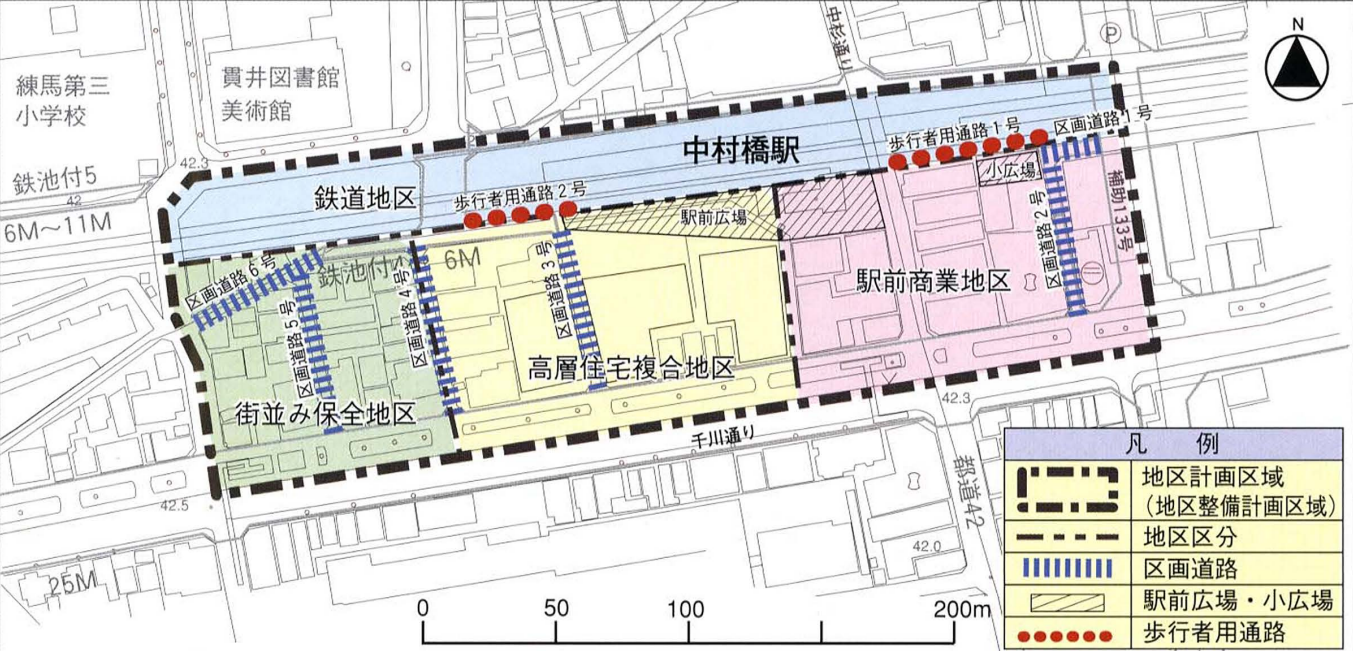 N
P
中杉通り
練馬第三
小学校
貫井図書館
美術館
42.3
鉄池付5
42
6M～11M
中村橋駅
鉄道地区
歩行者用通路1号
区画道路1号
小広場
補助133号
歩行者用通路2号
駅前広場
区画道路2号
区画道路6号
6M
区画道路3号
区画道路4号
区画道路5号
駅前商業地区
高層住宅複合地区
街並み保全地区
千川通り
42.3
都道42
42.5
42.0
25M
0 50 100 200m
凡 例
地区計画区域
（地区整備計画区域）
地区区分
区画道路
駅前広場・小広場
歩行者用通路